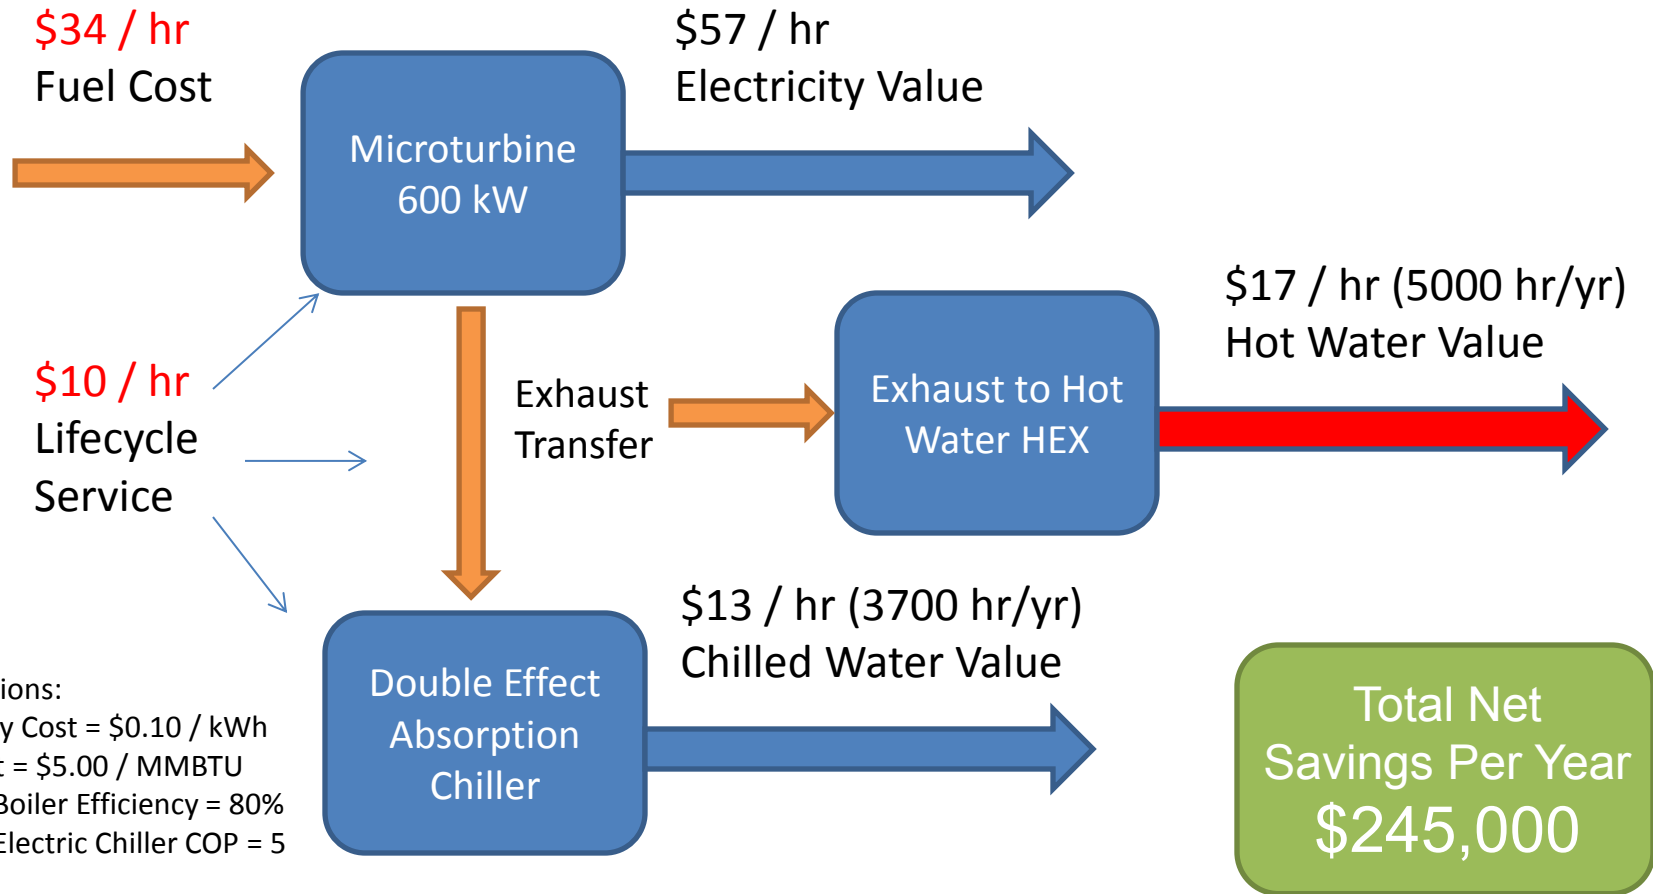 $34 / hr
Fuel Cost
$57 / hr
Electricity Value
Microturbine
600 kW
$17 / hr (5000 hr/yr)
Hot Water Value
$10 / hr
Lifecycle
Service
Exhaust
Transfer
Exhaust to Hot
Water HEX
$13 / hr (3700 hr/yr)
Chilled Water Value
Double Effect
Absorption
Chiller
Cost = $0.10 / kWh
= $5.00 / MMBTU
Boiler Efficiency = 80%
Electric Chiller COP = 5
Total Net
Savings Per Year
$245,000